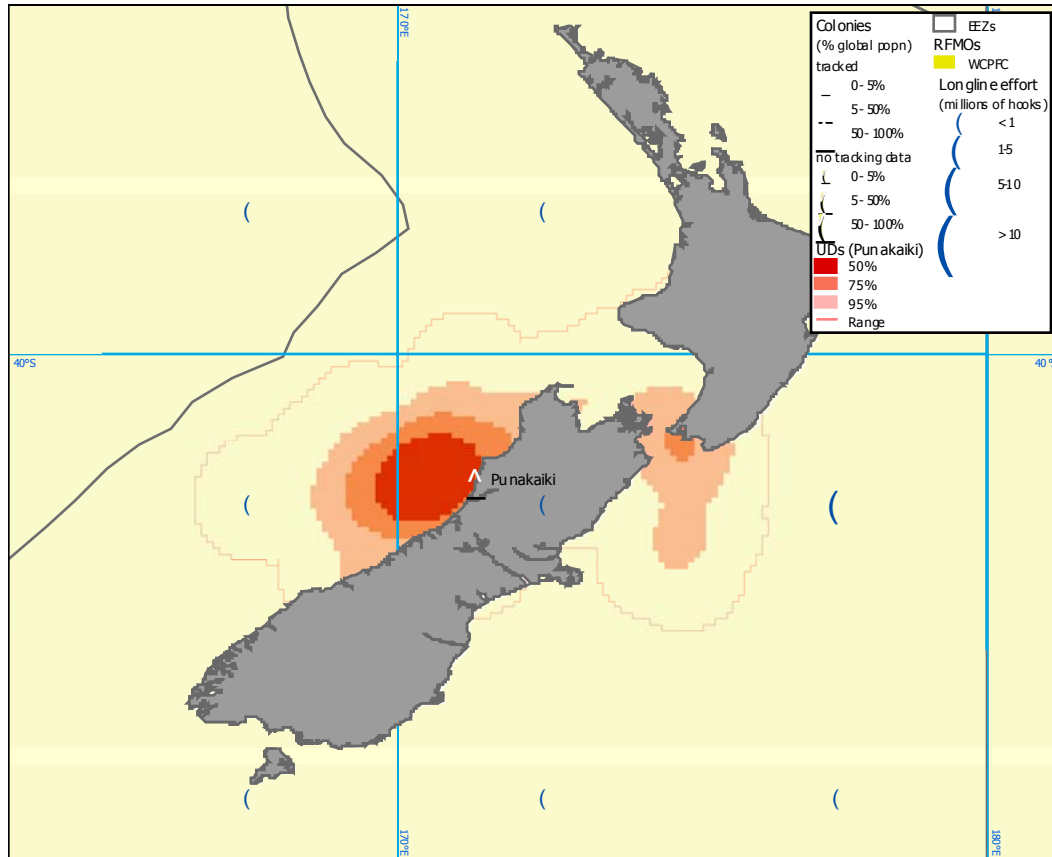 170°E
Colonies
(% global popn)
tracked
0- 5%
5- 50%
50- 100%
no tracking data
0- 5%
5- 50%
50- 100%
UDs (Punakaiki)
50%
75%
95%
Range
EEZs
RFMOs
WCPFC
Longline effort
(millions of hooks)
< 1
1-5
5-10
> 10
40°S
40°
Punakaiki
170°E
180°E